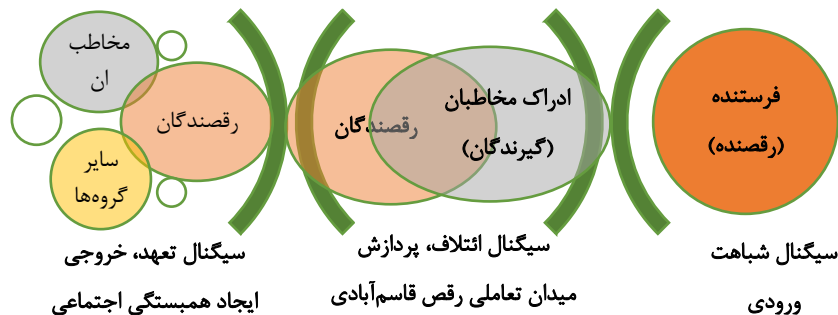 فرستنده
(رقصنده)
سیگنال شباهت
ورودی
ادراک مخاطبان
(گیرندگان)
رقصندگان
سیگنال ائتلاف، پردازش
میدان تعاملی رقص قاسم‌آبادی
مخاطب
ان
رقصندگان
سایر
گروه‌ها
سیگنال تعهد، خروجی
ایجاد همبستگی اجتماعی